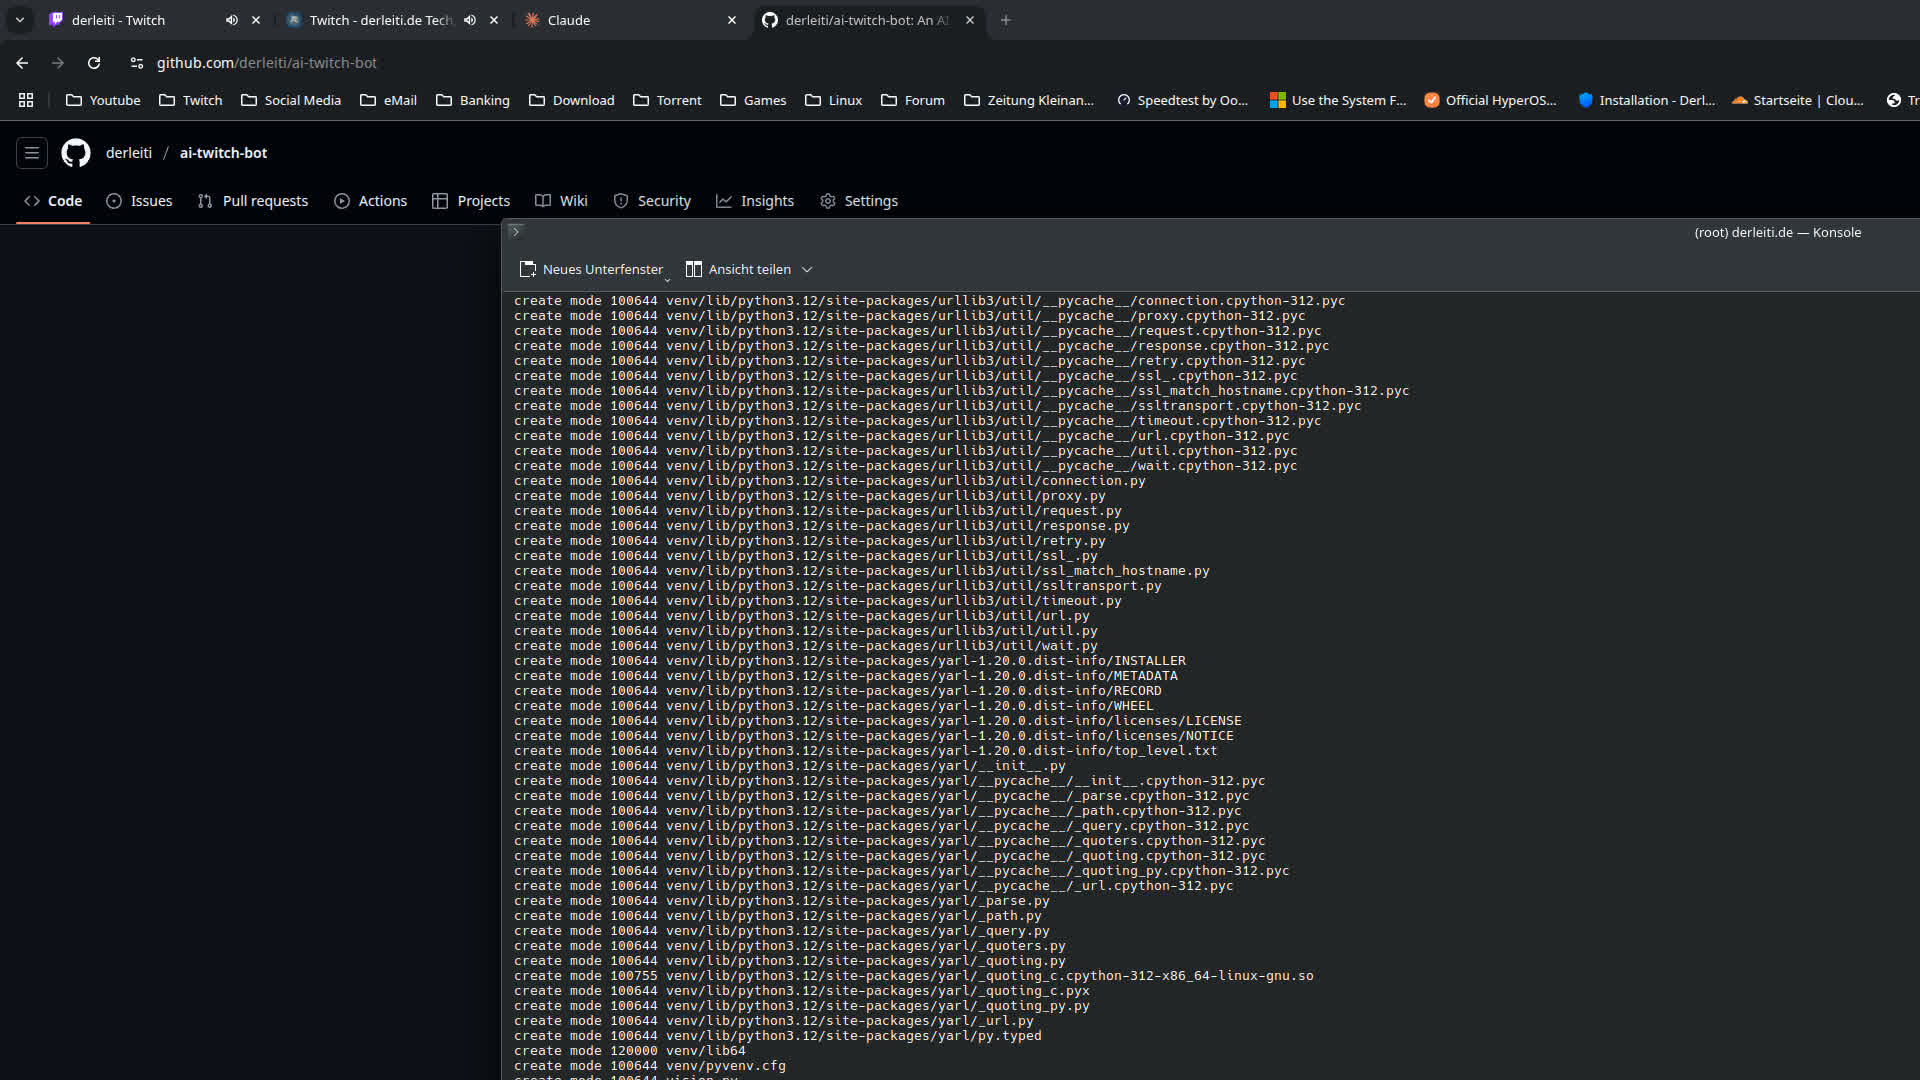 derleiti - Twitch
Twitch - derleiti.de Tech
Claude
derleiti/ai-twitch-bot: An AI
github.com/derleiti/ai-twitch-bot
Youtube Twitch Social Media eMail Banking Download Torrent Games Linux Forum Zeitung Kleinan... Speedtest by Oo... Use the System F... Official HyperOS... Installation - Derl... Startseite | Clou... Tr
derleiti / ai-twitch-bot
Code Issues Pull requests Actions Projects Wiki Security Insights Settings
(root) derleiti.de — Konsole
Neues Unterfenster Ansicht teilen
create mode 100644 venv/lib/python3.12/site-packages/urllib3/util/__pycache__/connection.cpython-312.pyc
create mode 100644 venv/lib/python3.12/site-packages/urllib3/util/__pycache__/proxy.cpython-312.pyc
create mode 100644 venv/lib/python3.12/site-packages/urllib3/util/__pycache__/request.cpython-312.pyc
create mode 100644 venv/lib/python3.12/site-packages/urllib3/util/__pycache__/response.cpython-312.pyc
create mode 100644 venv/lib/python3.12/site-packages/urllib3/util/__pycache__/retry.cpython-312.pyc
create mode 100644 venv/lib/python3.12/site-packages/urllib3/util/__pycache__/ssl_.cpython-312.pyc
create mode 100644 venv/lib/python3.12/site-packages/urllib3/util/__pycache__/ssl_match_hostname.cpython-312.pyc
create mode 100644 venv/lib/python3.12/site-packages/urllib3/util/__pycache__/ssltransport.cpython-312.pyc
create mode 100644 venv/lib/python3.12/site-packages/urllib3/util/__pycache__/timeout.cpython-312.pyc
create mode 100644 venv/lib/python3.12/site-packages/urllib3/util/__pycache__/url.cpython-312.pyc
create mode 100644 venv/lib/python3.12/site-packages/urllib3/util/__pycache__/util.cpython-312.pyc
create mode 100644 venv/lib/python3.12/site-packages/urllib3/util/__pycache__/wait.cpython-312.pyc
create mode 100644 venv/lib/python3.12/site-packages/urllib3/util/connection.py
create mode 100644 venv/lib/python3.12/site-packages/urllib3/util/proxy.py
create mode 100644 venv/lib/python3.12/site-packages/urllib3/util/request.py
create mode 100644 venv/lib/python3.12/site-packages/urllib3/util/response.py
create mode 100644 venv/lib/python3.12/site-packages/urllib3/util/retry.py
create mode 100644 venv/lib/python3.12/site-packages/urllib3/util/ssl_.py
create mode 100644 venv/lib/python3.12/site-packages/urllib3/util/ssl_match_hostname.py
create mode 100644 venv/lib/python3.12/site-packages/urllib3/util/ssltransport.py
create mode 100644 venv/lib/python3.12/site-packages/urllib3/util/timeout.py
create mode 100644 venv/lib/python3.12/site-packages/urllib3/util/url.py
create mode 100644 venv/lib/python3.12/site-packages/urllib3/util/util.py
create mode 100644 venv/lib/python3.12/site-packages/urllib3/util/wait.py
create mode 100644 venv/lib/python3.12/site-packages/yarl-1.20.0.dist-info/INSTALLER
create mode 100644 venv/lib/python3.12/site-packages/yarl-1.20.0.dist-info/METADATA
create mode 100644 venv/lib/python3.12/site-packages/yarl-1.20.0.dist-info/RECORD
create mode 100644 venv/lib/python3.12/site-packages/yarl-1.20.0.dist-info/WHEEL
create mode 100644 venv/lib/python3.12/site-packages/yarl-1.20.0.dist-info/licenses/LICENSE
create mode 100644 venv/lib/python3.12/site-packages/yarl-1.20.0.dist-info/licenses/NOTICE
create mode 100644 venv/lib/python3.12/site-packages/yarl-1.20.0.dist-info/top_level.txt
create mode 100644 venv/lib/python3.12/site-packages/yarl/__init__.py
create mode 100644 venv/lib/python3.12/site-packages/yarl/__pycache__/__init__.cpython-312.pyc
create mode 100644 venv/lib/python3.12/site-packages/yarl/__pycache__/_parse.cpython-312.pyc
create mode 100644 venv/lib/python3.12/site-packages/yarl/__pycache__/_path.cpython-312.pyc
create mode 100644 venv/lib/python3.12/site-packages/yarl/__pycache__/_query.cpython-312.pyc
create mode 100644 venv/lib/python3.12/site-packages/yarl/__pycache__/_quoters.cpython-312.pyc
create mode 100644 venv/lib/python3.12/site-packages/yarl/__pycache__/_quoting.cpython-312.pyc
create mode 100644 venv/lib/python3.12/site-packages/yarl/__pycache__/_quoting_py.cpython-312.pyc
create mode 100644 venv/lib/python3.12/site-packages/yarl/__pycache__/_url.cpython-312.pyc
create mode 100644 venv/lib/python3.12/site-packages/yarl/_parse.py
create mode 100644 venv/lib/python3.12/site-packages/yarl/_path.py
create mode 100644 venv/lib/python3.12/site-packages/yarl/_query.py
create mode 100644 venv/lib/python3.12/site-packages/yarl/_quoters.py
create mode 100644 venv/lib/python3.12/site-packages/yarl/_quoting.py
create mode 100755 venv/lib/python3.12/site-packages/yarl/_quoting_c.cpython-312-x86_64-linux-gnu.so
create mode 100644 venv/lib/python3.12/site-packages/yarl/_quoting_c.pyx
create mode 100644 venv/lib/python3.12/site-packages/yarl/_quoting_py.py
create mode 100644 venv/lib/python3.12/site-packages/yarl/_url.py
create mode 100644 venv/lib/python3.12/site-packages/yarl/py.typed
create mode 120000 venv/lib64
create mode 100644 venv/pyvenv.cfg
create mode 100644 vision.py